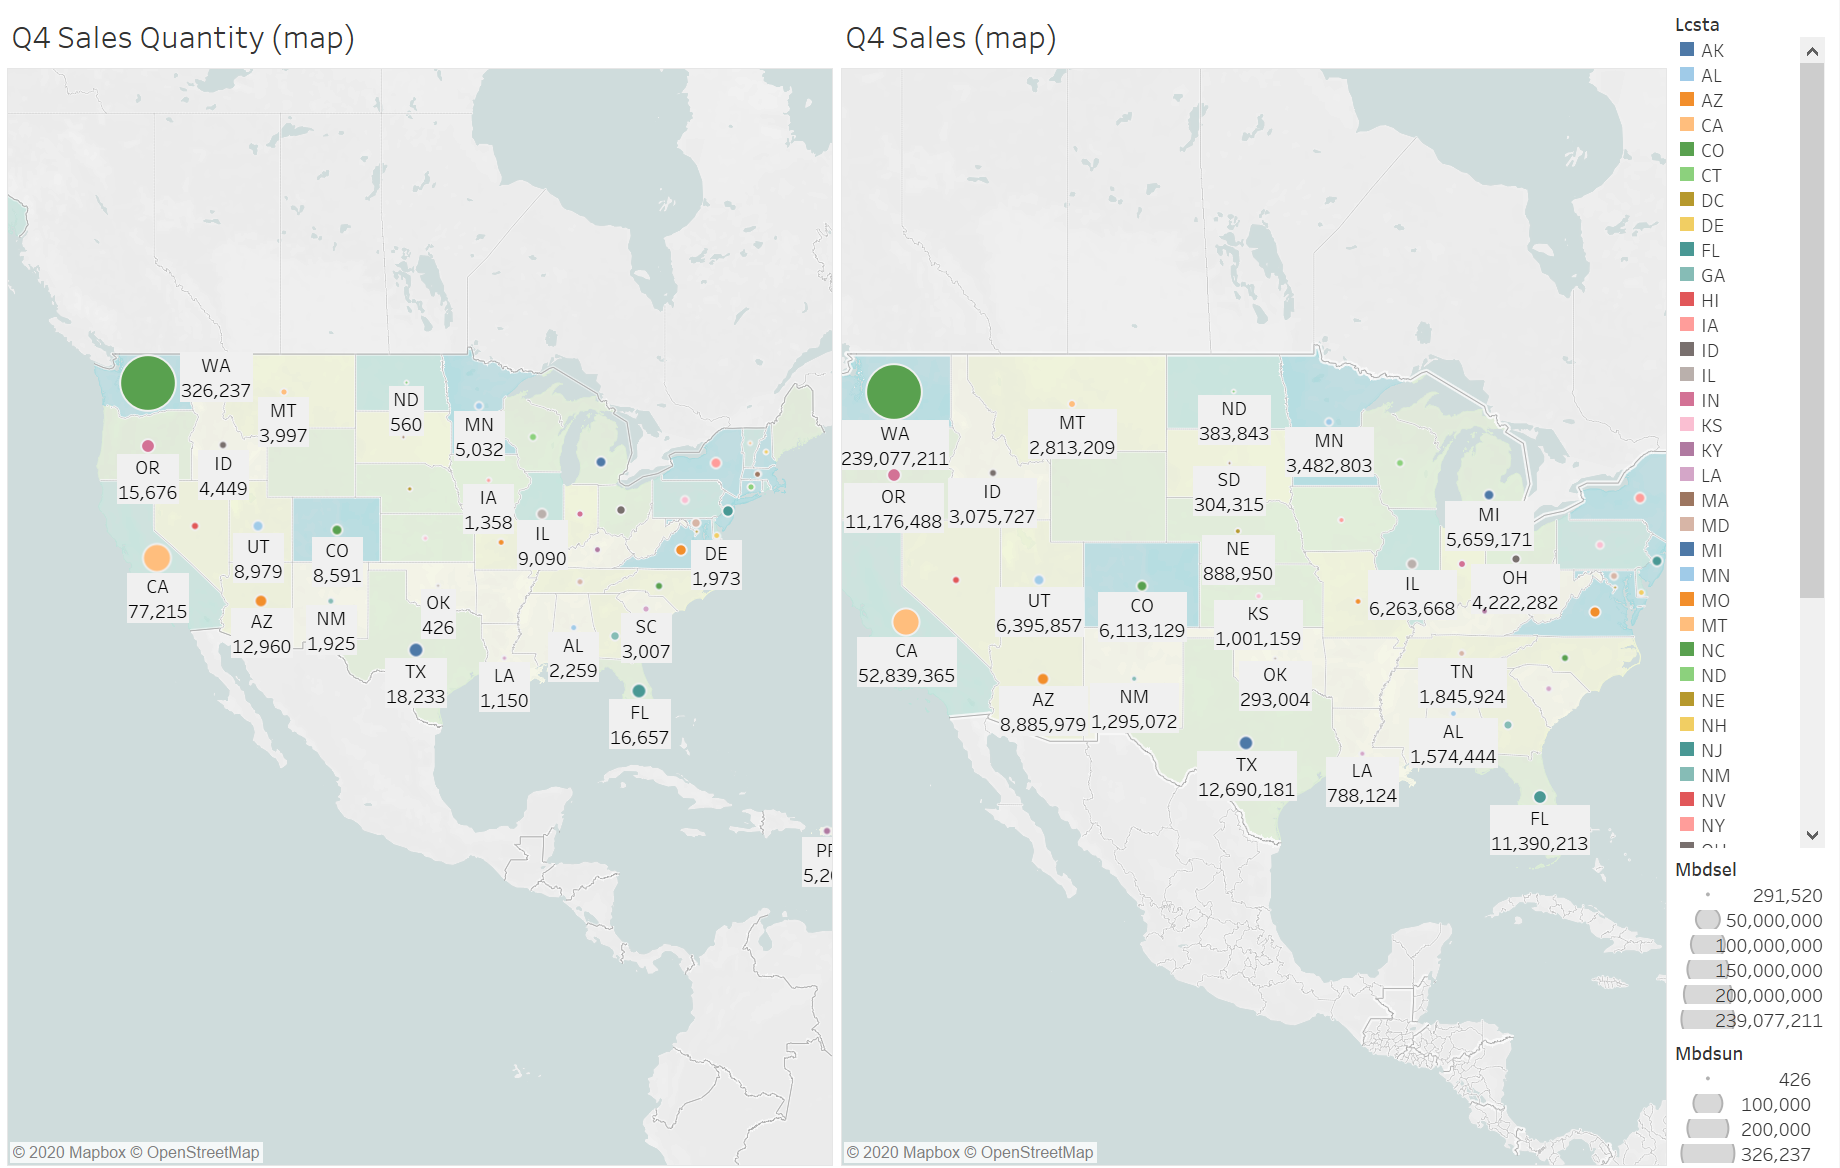 Q4 Sales Quantity (map)
WA
326,237
MT
3,997
ND
560
MN
5,032
OR
15,676
ID
4,449
IA
1,358
IL
9,090
UT
8,979
CO
8,591
DE
1,973
CA
77,215
AZ
12,960
NM
1,925
OK
426
TX
18,233
LA
1,150
AL
2,259
SC
3,007
FL
16,657
© 2020 Mapbox © OpenStreetMap
Q4 Sales (map)
WA
239,077,211
MT
2,813,209
ND
383,843
MN
3,482,803
OR
11,176,488
ID
3,075,727
SD
304,315
MI
5,659,171
NE
888,950
UT
6,395,857
CO
6,113,129
KS
1,001,159
IL
6,263,668
OH
4,222,282
CA
52,839,365
AZ
8,885,979
NM
1,295,072
OK
293,004
TN
1,845,924
AL
1,574,444
TX
12,690,181
LA
788,124
FL
11,390,213
© 2020 Mapbox © OpenStreetMap
Lcsta
AK
AL
AZ
CA
CO
CT
DC
DE
FL
GA
HI
IA
ID
IL
IN
KS
KY
LA
MA
MD
MI
MN
MO
MT
NC
ND
NE
NH
NJ
NM
NV
NY
Mbdsel
291,520
50,000,000
100,000,000
150,000,000
200,000,000
239,077,211
Mbdsun
426
100,000
200,000
326,237